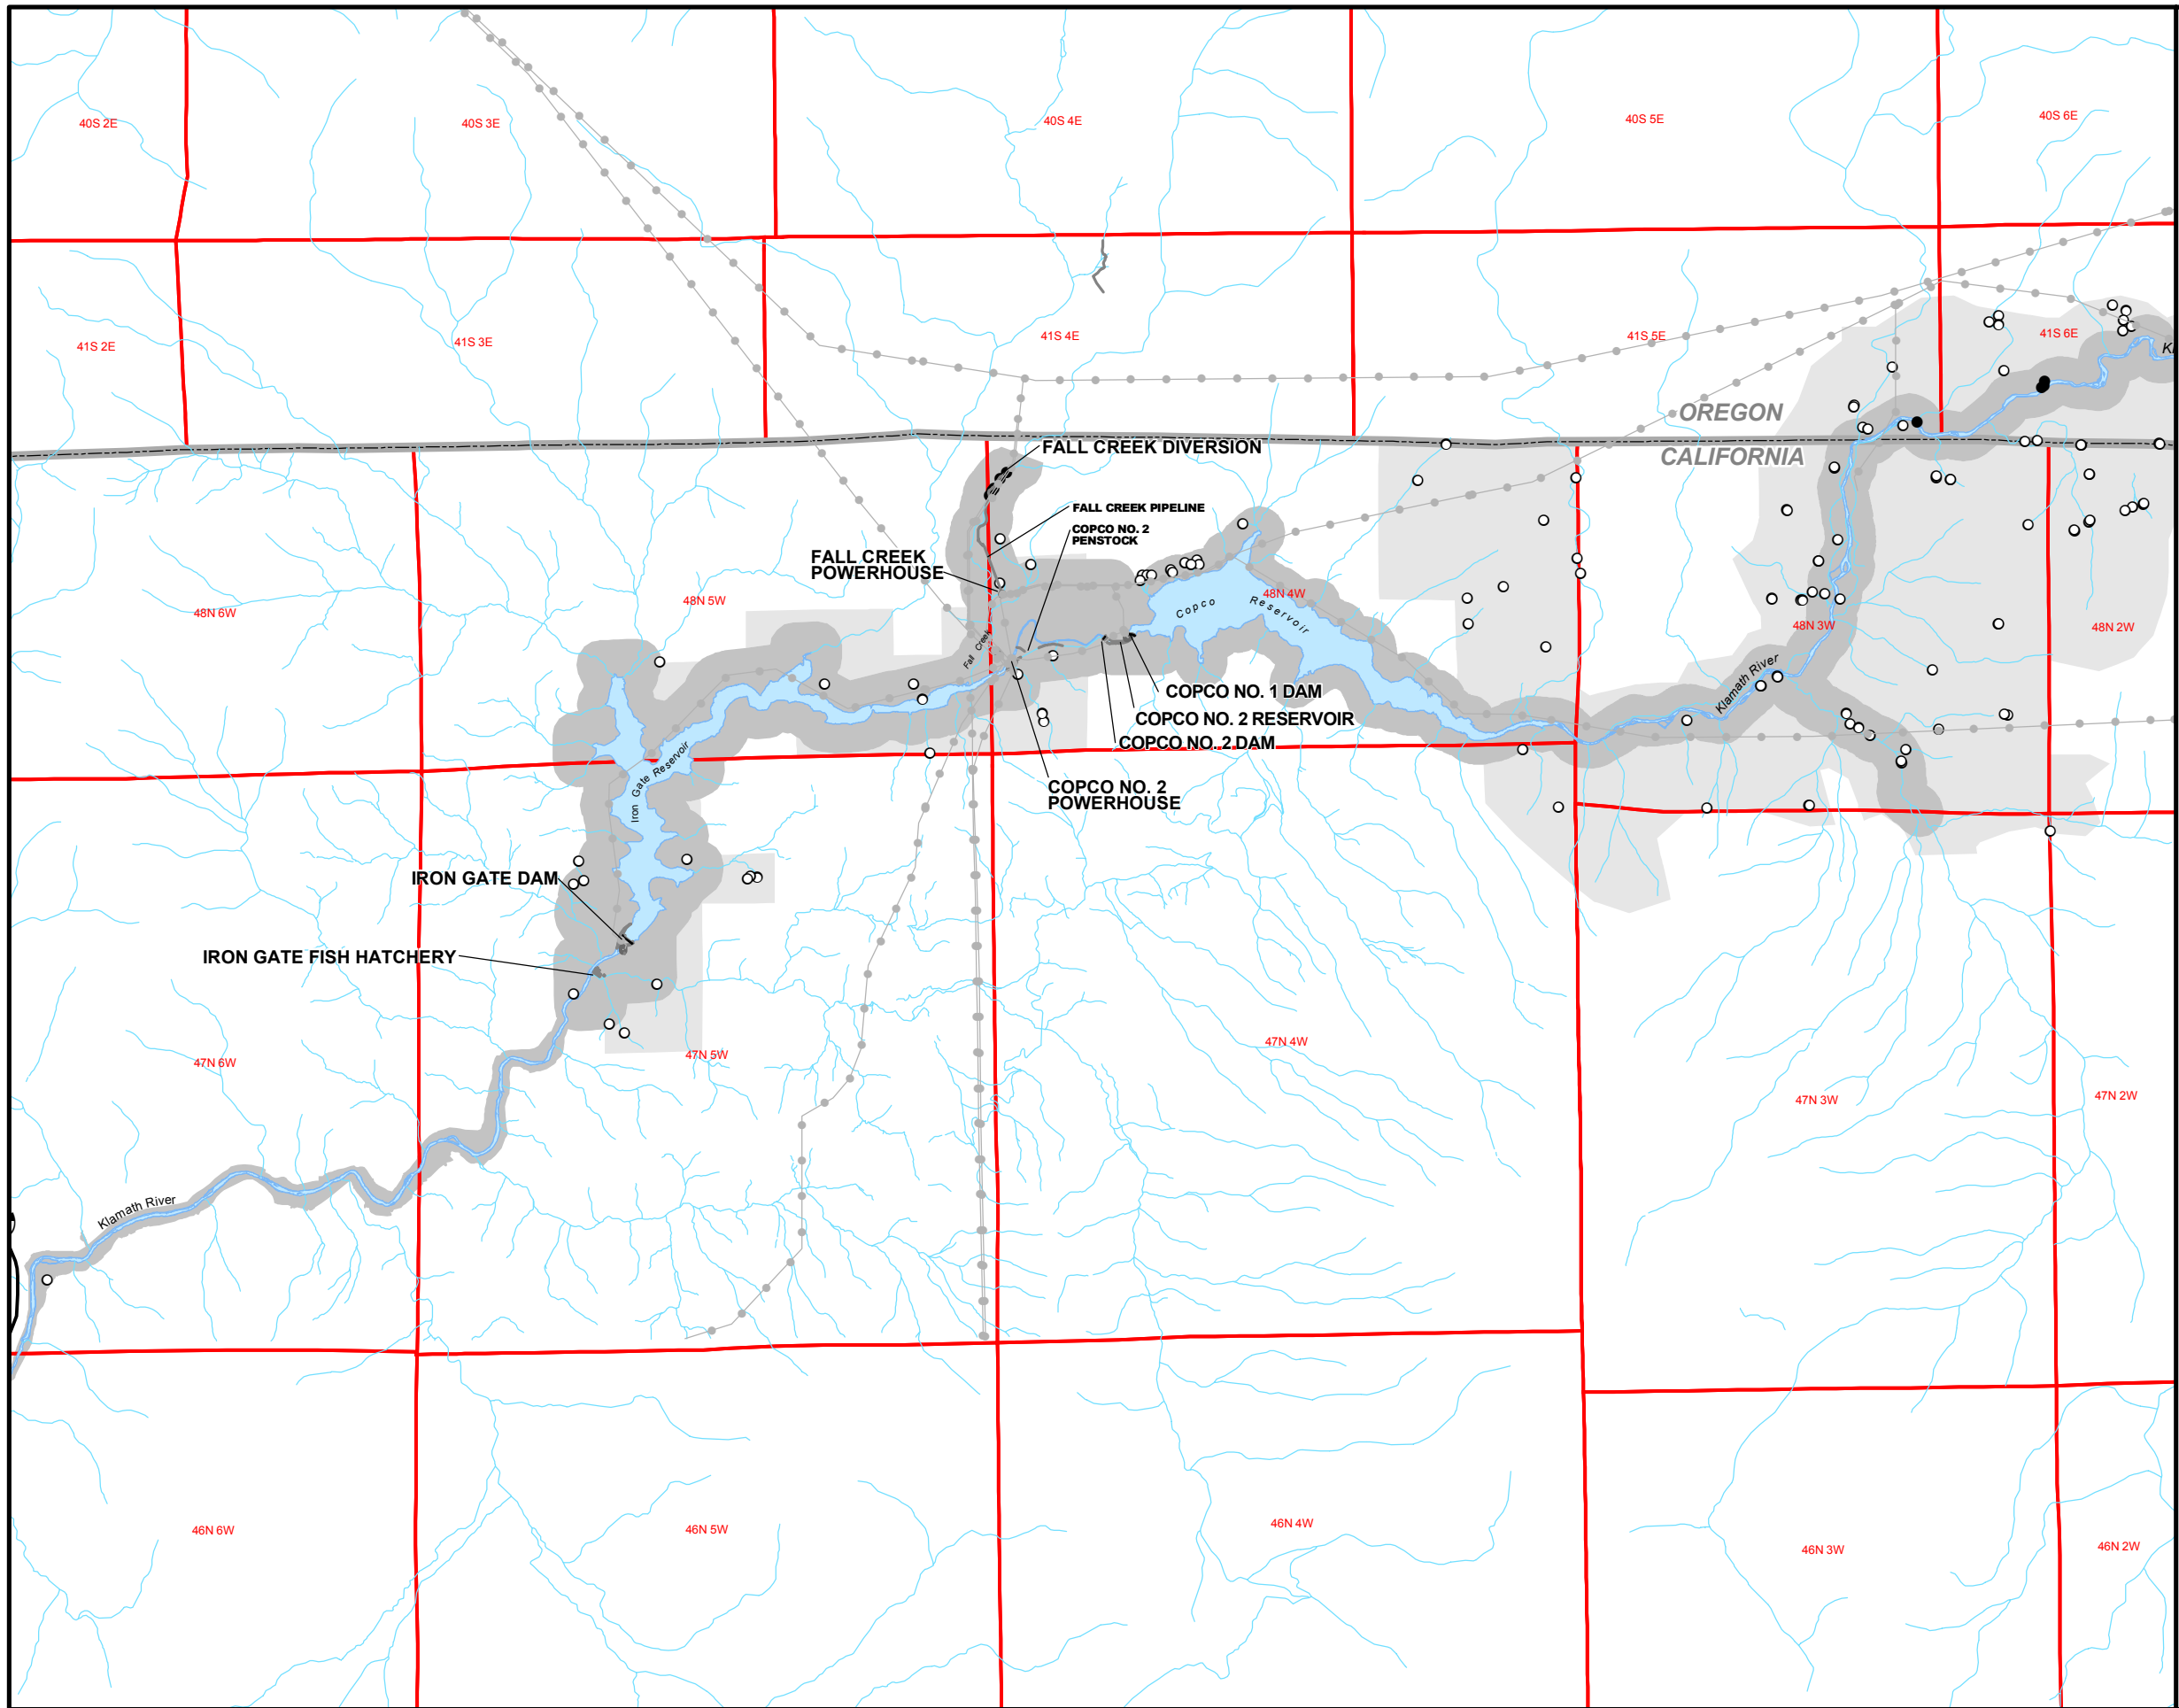 40S 2E
40S 3E
40S 4E
40S 5E
40S 6E
41S 2E
41S 3E
41S 4E
41S 5E
41S 6E
OREGON
CALIFORNIA
FALL CREEK DIVERSION
FALL CREEK PIPELINE
COPCO NO. 2
PENSTOCK
FALL CREEK
POWERHOUSE
48N 6W
48N 5W
48N 4W
48N 3W
48N 2W
Copco Reservoir
Fall Creek
Klamath River
COPCO NO. 1 DAM
COPCO NO. 2 RESERVOIR
COPCO NO. 2 DAM
COPCO NO. 2
POWERHOUSE
Iron Gate Reservoir
IRON GATE DAM
IRON GATE FISH HATCHERY
47N 6W
47N 5W
47N 4W
47N 3W
47N 2W
Klamath River
46N 6W
46N 5W
46N 4W
46N 3W
46N 2W